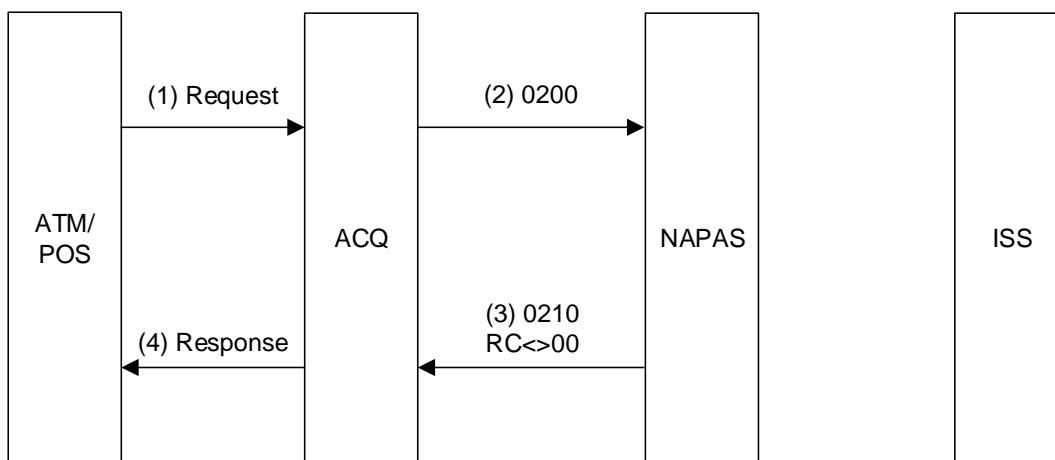 (1) Request
(2) 0200
ATM/
POS
ACQ
NAPAS
ISS
(3) 0210
RC<>00
(4) Response